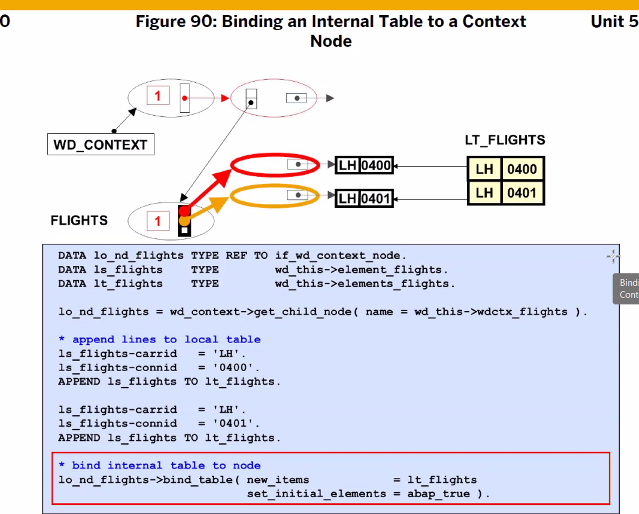 0
Figure 90: Binding an Internal Table to a Context
Node
Unit 5
1
WD_CONTEXT
LT_FLIGHTS
LH 0400
LH 0400
LH 0401
LH 0401
FLIGHTS
1
DATA lo_nd_flights TYPE REF TO if_wd_context_node.
DATA ls_flights TYPE wd_this->element_flights.
DATA lt_flights TYPE wd_this->elements_flights.
lo_nd_flights = wd_context->get_child_node( name = wd_this->wdctx_flights ).
* append lines to local table
ls_flights-carrid = 'LH'.
ls_flights-connid = '0400'.
APPEND ls_flights TO lt_flights.
ls_flights-carrid = 'LH'.
ls_flights-connid = '0401'.
APPEND ls_flights TO lt_flights.
* bind internal table to node
lo_nd_flights->bind_table( new_items = lt_flights
set_initial_elements = abap_true ).